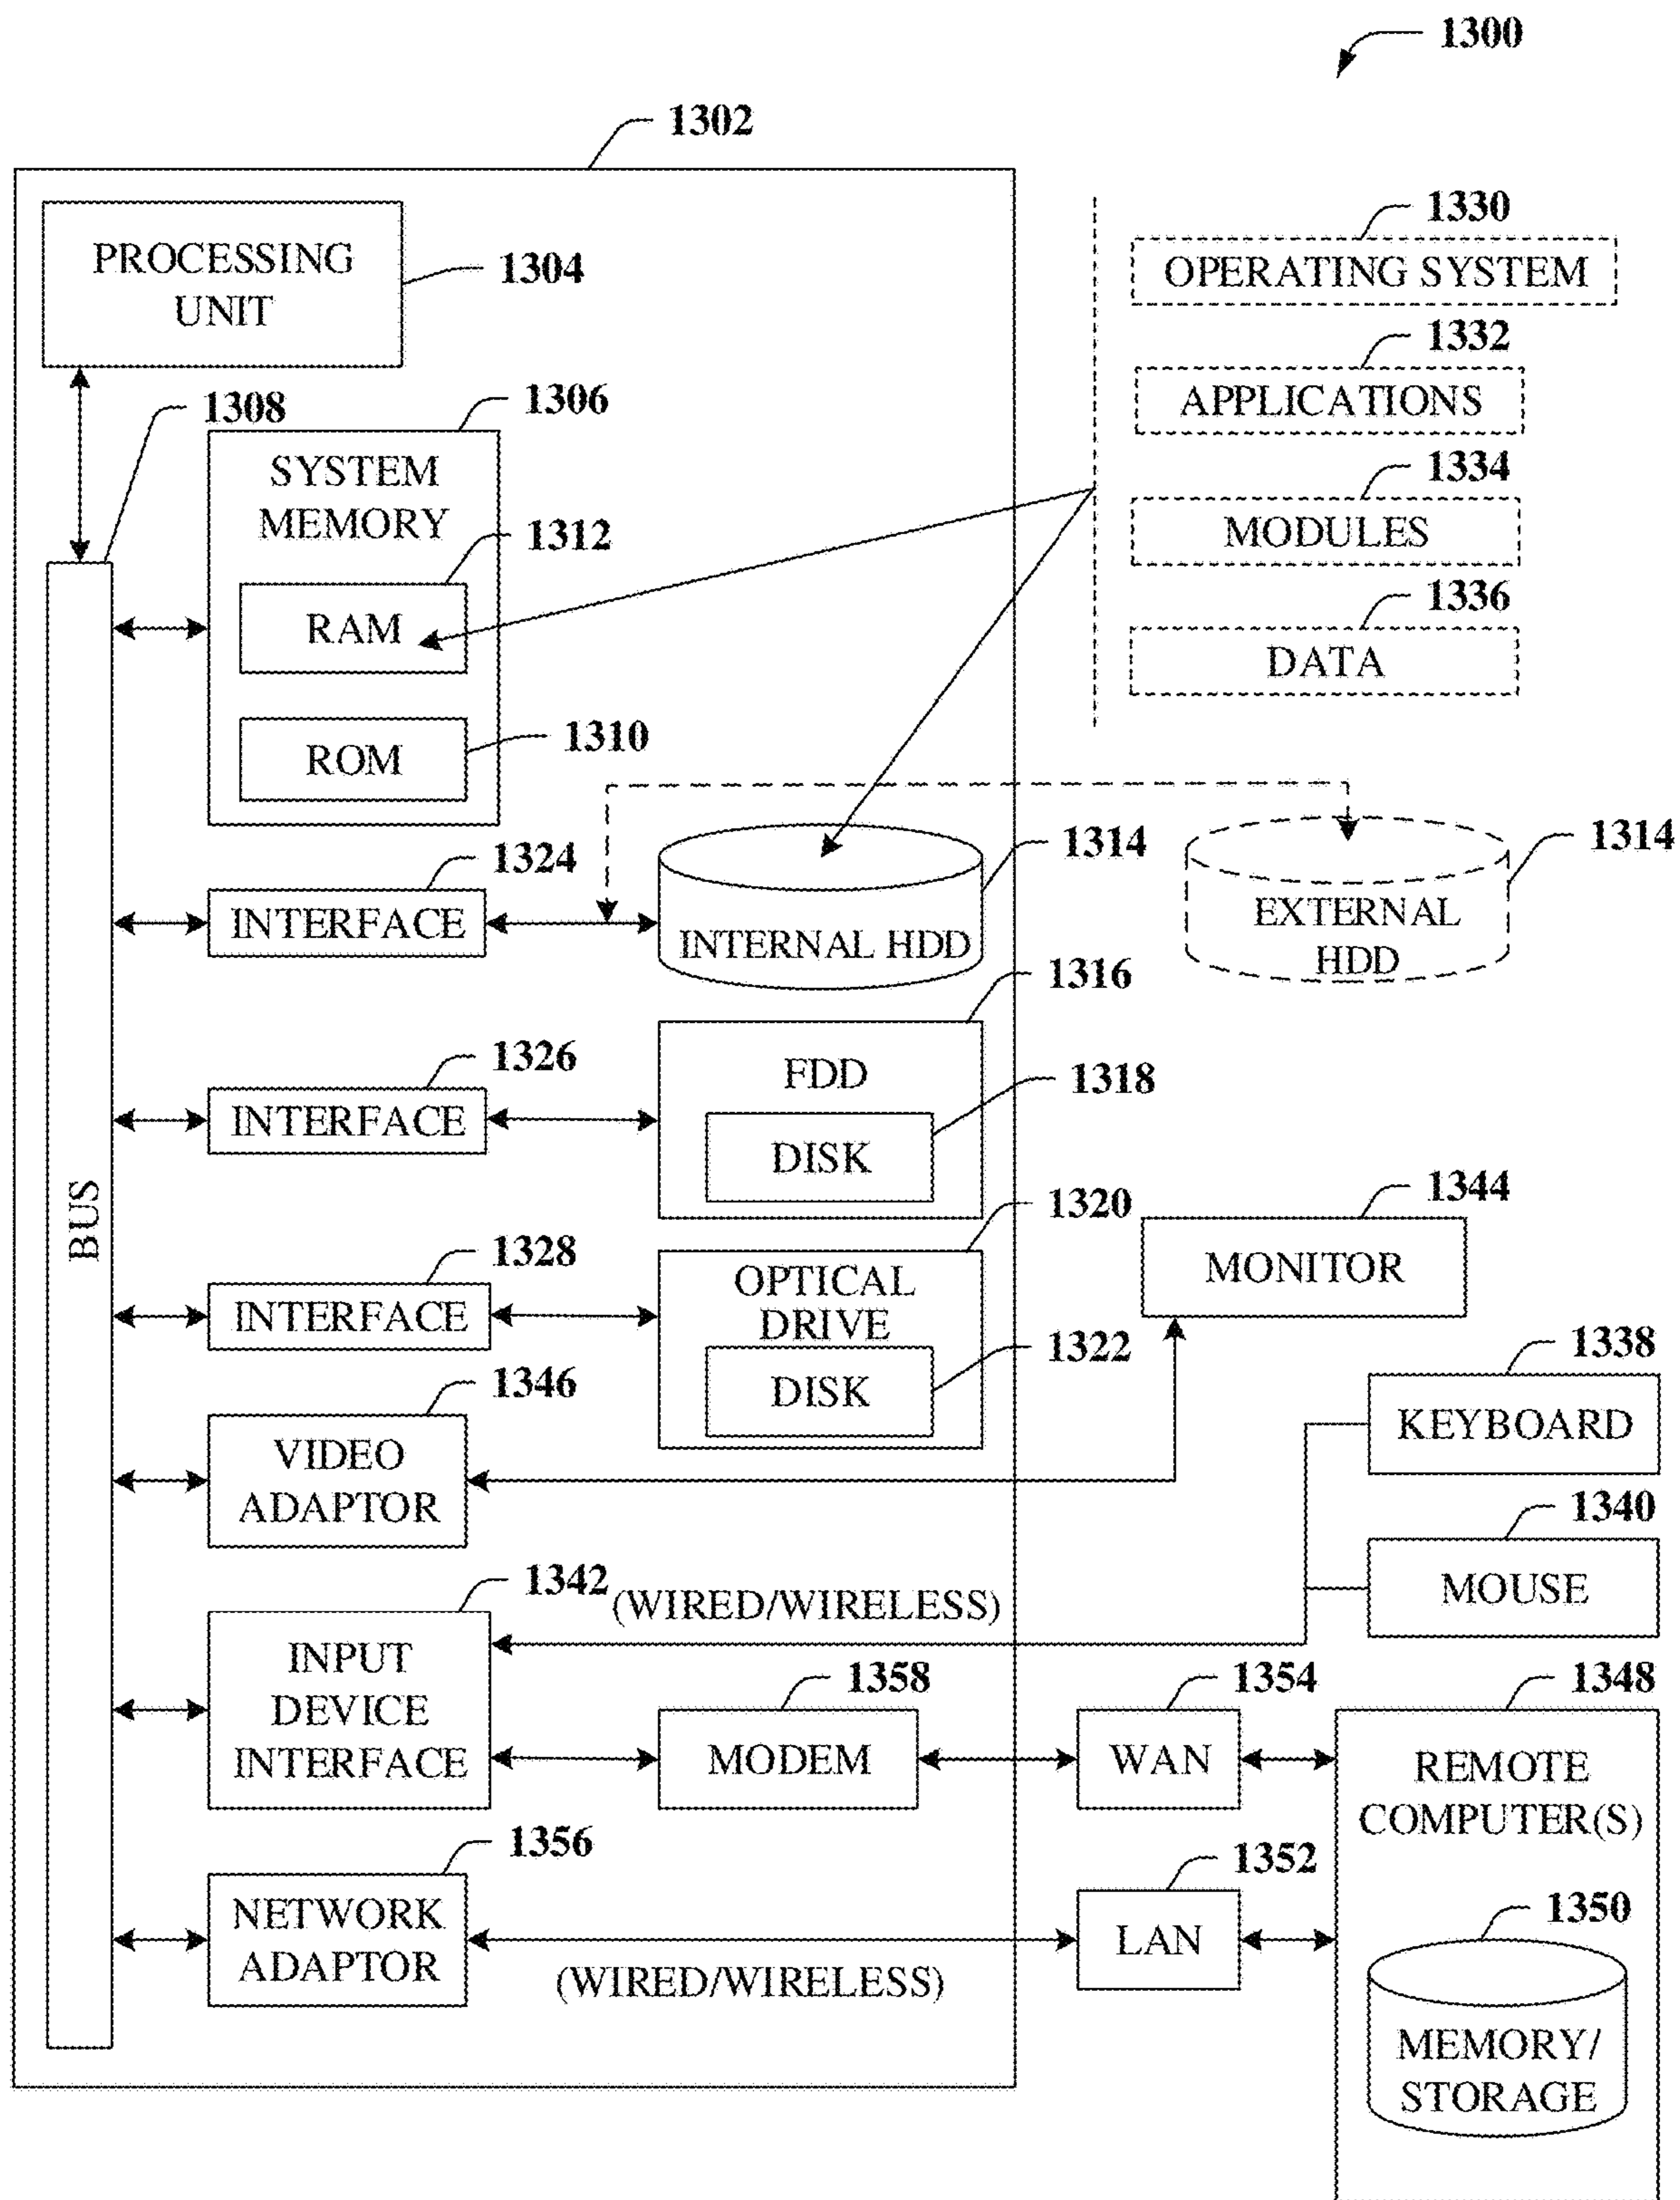 1300
1302
PROCESSING
UNIT
1304
1330
OPERATING SYSTEM
1332
APPLICATIONS
1334
MODULES
1336
DATA
1308
1306
SYSTEM
MEMORY
1312
RAM
1310
ROM
1324
INTERFACE
1314
INTERNAL HDD
1314
EXTERNAL
HDD
1326
INTERFACE
1316
FDD
1318
DISK
BUS
1328
INTERFACE
1320
OPTICAL
DRIVE
1322
DISK
1344
MONITOR
1346
VIDEO
ADAPTOR
1338
KEYBOARD
1340
MOUSE
1342
(WIRED/WIRELESS)
INPUT
DEVICE
INTERFACE
1358
MODEM
1354
WAN
1348
REMOTE
COMPUTER(S)
1356
NETWORK
ADAPTOR
(WIRED/WIRELESS)
1352
LAN
1350
MEMORY/
STORAGE